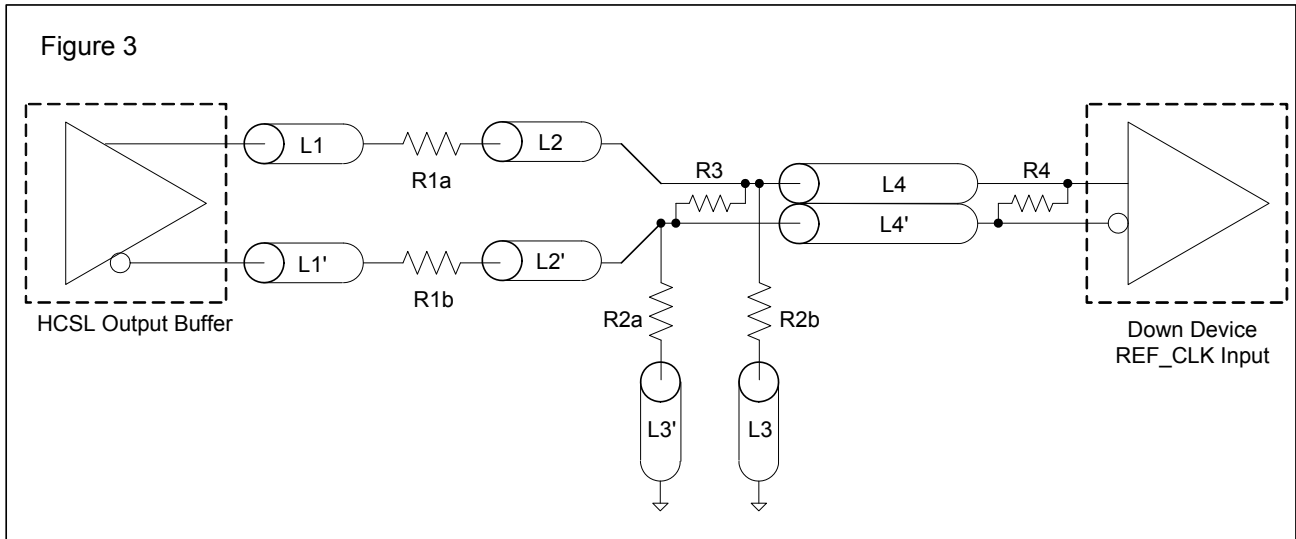 Figure 3
L1
R1a
L2
R3
L4
R4
L4'
L1'
R1b
L2'
HCSL Output Buffer
R2a
R2b
Down Device
REF_CLK Input
L3'
L3